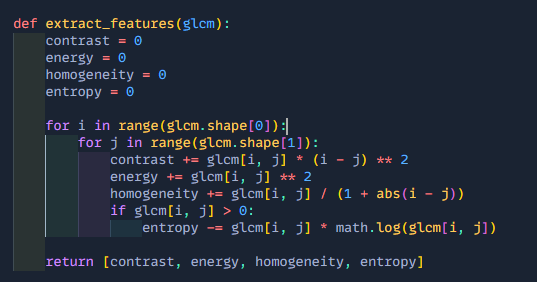 def extract_features(glcm):
    contrast = 0
    energy = 0
    homogeneity = 0
    entropy = 0

    for i in range(glcm.shape[0]):
        for j in range(glcm.shape[1]):
            contrast += glcm[i, j] * (i - j) ** 2
            energy += glcm[i, j] ** 2
            homogeneity += glcm[i, j] / (1 + abs(i - j))
            if glcm[i, j] > 0:
                entropy -= glcm[i, j] * math.log(glcm[i, j])

    return [contrast, energy, homogeneity, entropy]